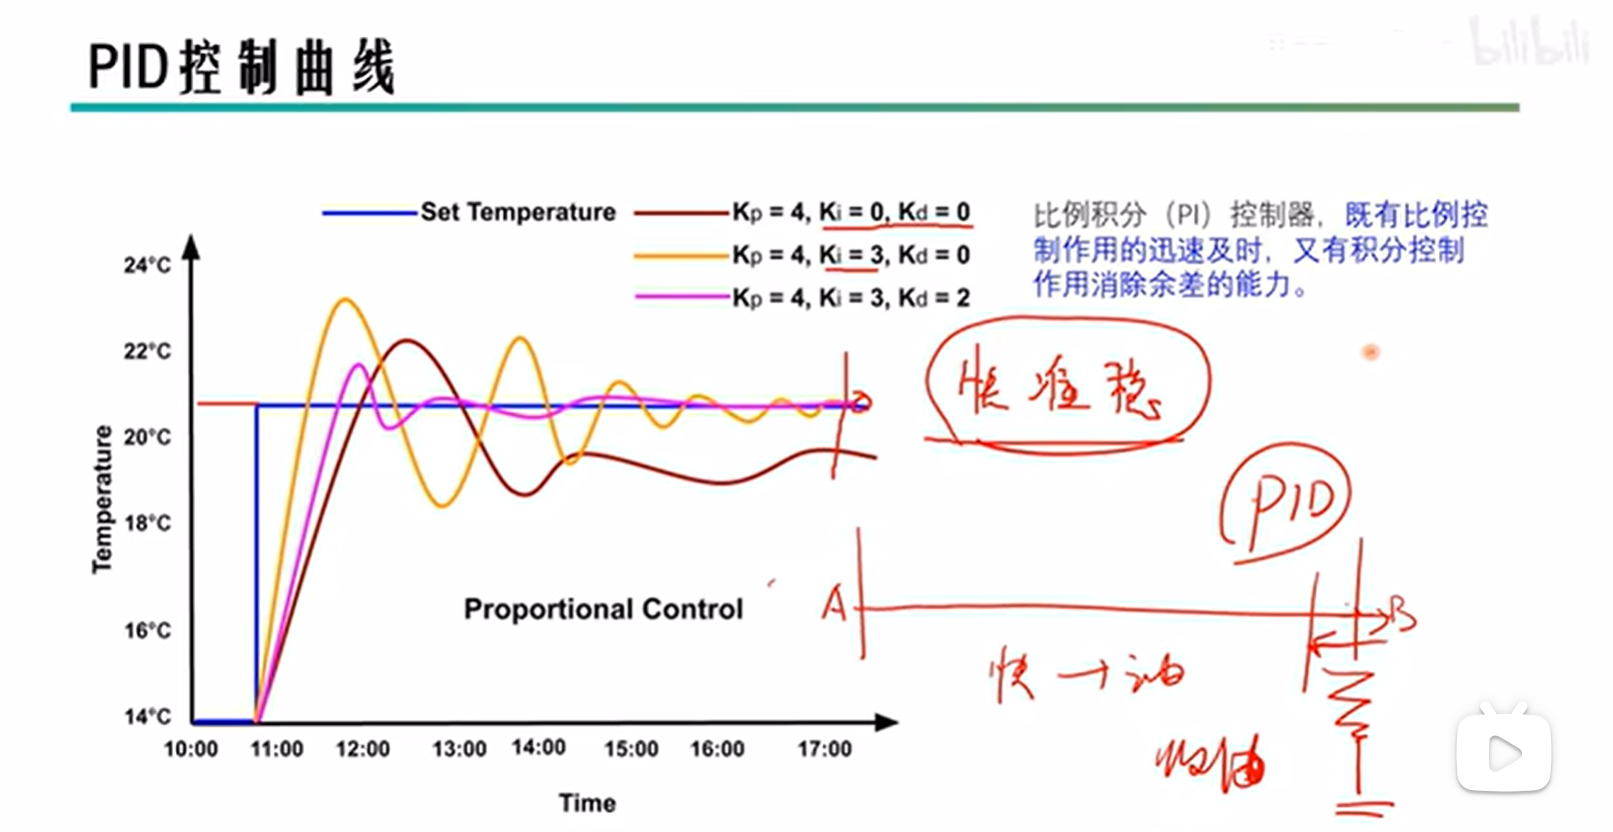 bilibili
PID控制曲线
Set Temperature
Kp = 4, Ki = 0, Kd = 0
Kp = 4, Ki = 3, Kd = 0
Kp = 4, Ki = 3, Kd = 2
比例积分（PI）控制器，既有比例控
制作用的迅速及时，又有积分控制
作用消除余差的能力。
24°C
22°C
20°C
18°C
16°C
14°C
Temperature
快准稳
PID
Proportional Control
A
B
快→油
收油
10:00 11:00 12:00 13:00 14:00 15:00 16:00 17:00
Time